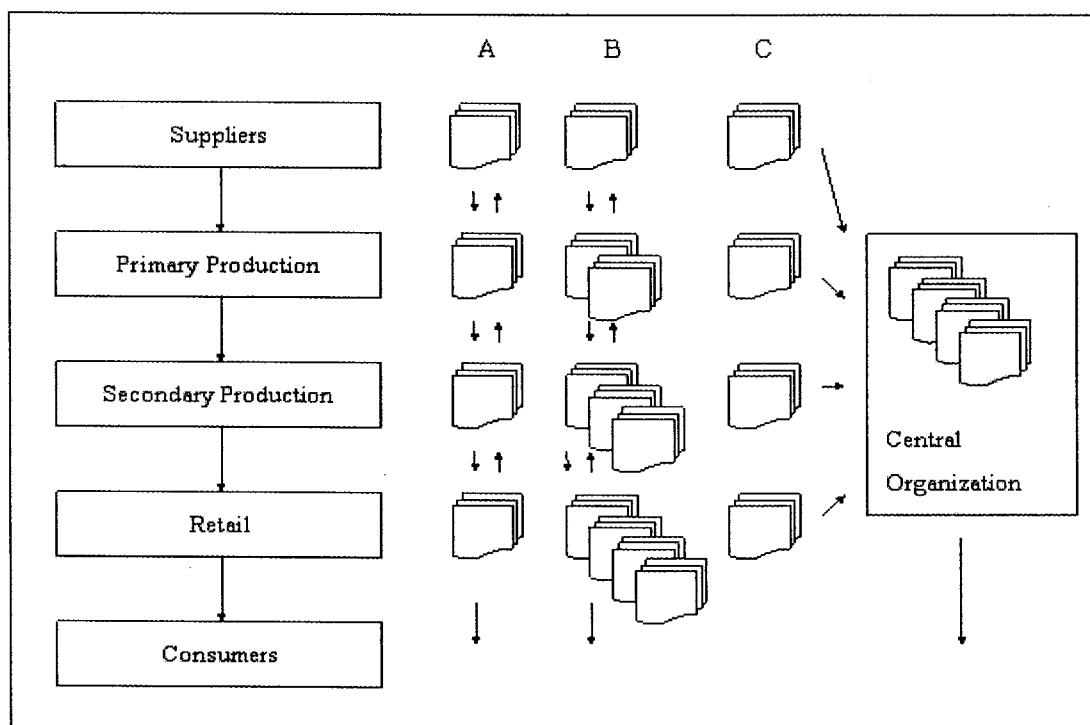 A B C
Suppliers
Primary Production
Secondary Production
Central
Organization
Retail
Consumers